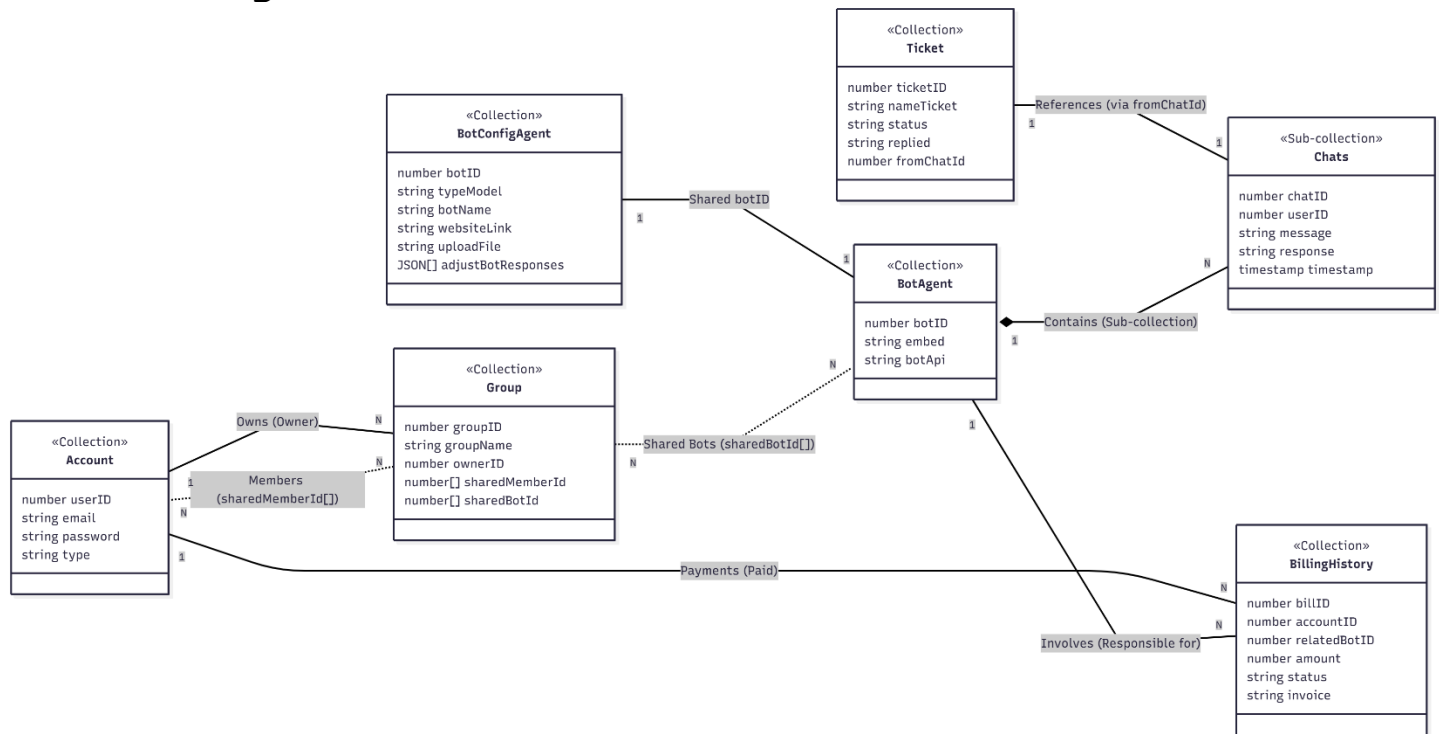 «Collection»
Ticket
number ticketID
string nameTicket
string status
string replied
number fromChatId
References (via fromChatId)
1
1
«Sub-collection»
Chats
number chatID
number userID
string message
string response
timestamp timestamp
«Collection»
BotConfigAgent
number botID
string typeModel
string botName
string websiteLink
string uploadFile
JSON[] adjustBotResponses
Shared botID
1
1
«Collection»
BotAgent
number botID
string embed
string botApi
N
Contains (Sub-collection)
1
«Collection»
Group
number groupID
string groupName
number ownerID
number[] sharedMemberId
number[] sharedBotId
N
Shared Bots (sharedBotId[])
N
Owns (Owner)
N
«Collection»
Account
number userID
string email
string password
string type
1
Members
(sharedMemberId[])
N
N
1
Payments (Paid)
N
1
Involves (Responsible for)
N
«Collection»
BillingHistory
number billID
number accountID
number relatedBotID
number amount
string status
string invoice